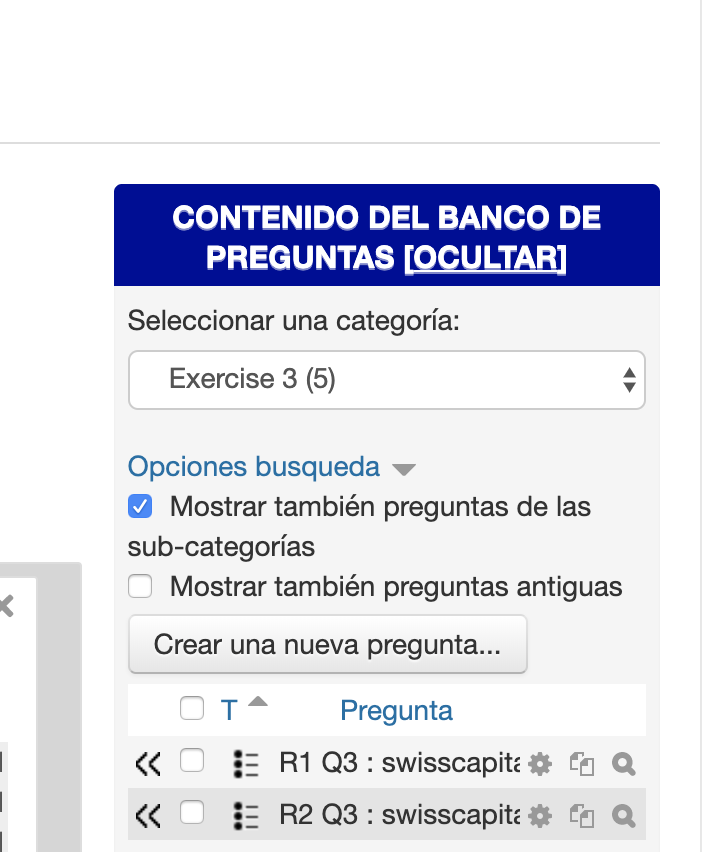 CONTENIDO DEL BANCO DE
PREGUNTAS [OCULTAR]
Seleccionar una categoría:
Exercise 3 (5)
Opciones busqueda
Mostrar también preguntas de las
sub-categorías
Mostrar también preguntas antiguas
Crear una nueva pregunta...
T Pregunta
R1 Q3 : swisscapita
R2 Q3 : swisscapita